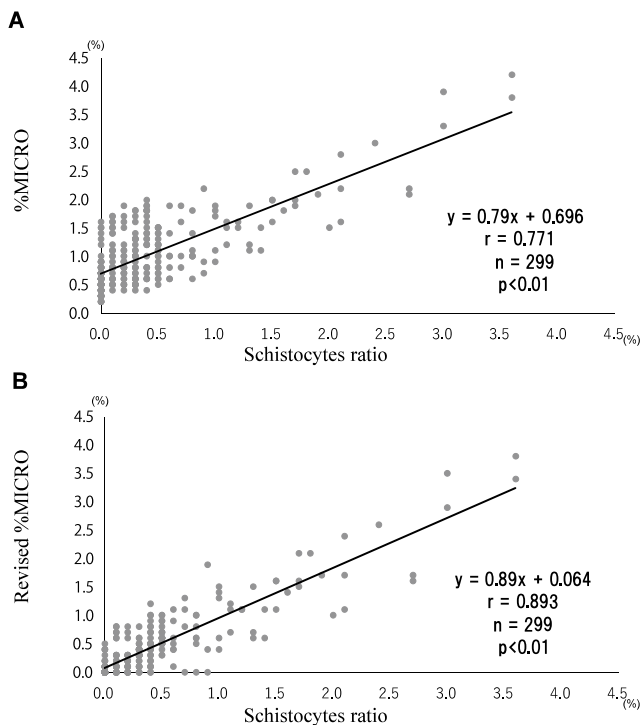 A
(%)
4.5
4.0
3.5
3.0
2.5
2.0
1.5
1.0
0.5
0.0
%MICRO
y = 0.79x + 0.696
r = 0.771
n = 299
p<0.01
0.0 0.5 1.0 1.5 2.0 2.5 3.0 3.5 4.0 4.5 (%)
Schistocytes ratio
B
(%)
4.5
4.0
3.5
3.0
2.5
2.0
1.5
1.0
0.5
0.0
Revised %MICRO
y = 0.89x + 0.064
r = 0.893
n = 299
p<0.01
0.0 0.5 1.0 1.5 2.0 2.5 3.0 3.5 4.0 4.5
(%)
Schistocytes ratio